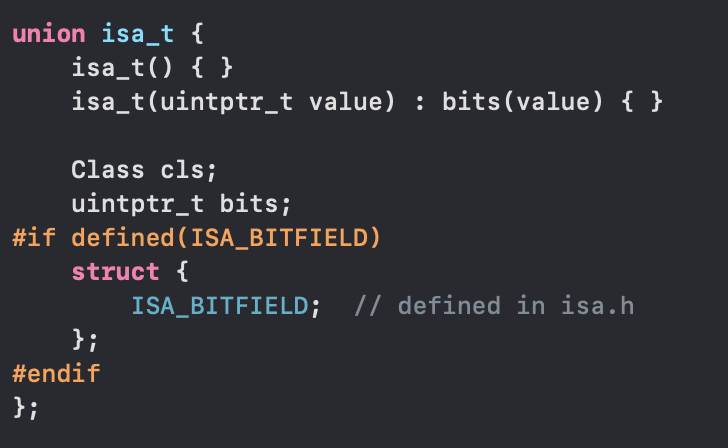 union isa_t {
    isa_t() { }
    isa_t(uintptr_t value) : bits(value) { }

    Class cls;
    uintptr_t bits;
#if defined(ISA_BITFIELD)
    struct {
        ISA_BITFIELD;  // defined in isa.h
    };
#endif
};